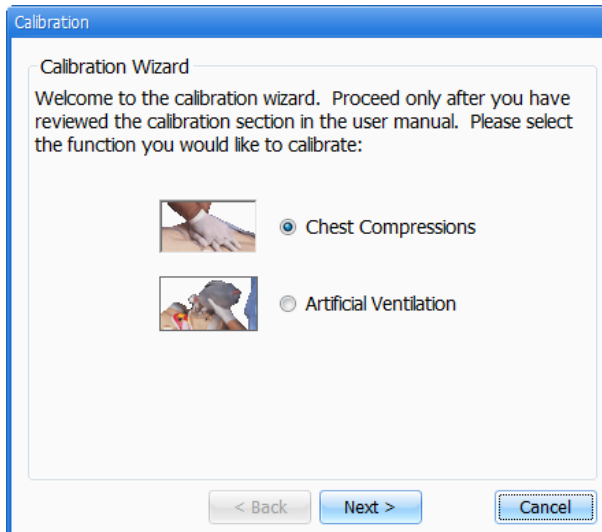 Calibration
Calibration Wizard
Welcome to the calibration wizard.  Proceed only after you have
reviewed the calibration section in the user manual.  Please select
the function you would like to calibrate:
Chest Compressions
Artificial Ventilation
< Back
Next >
Cancel